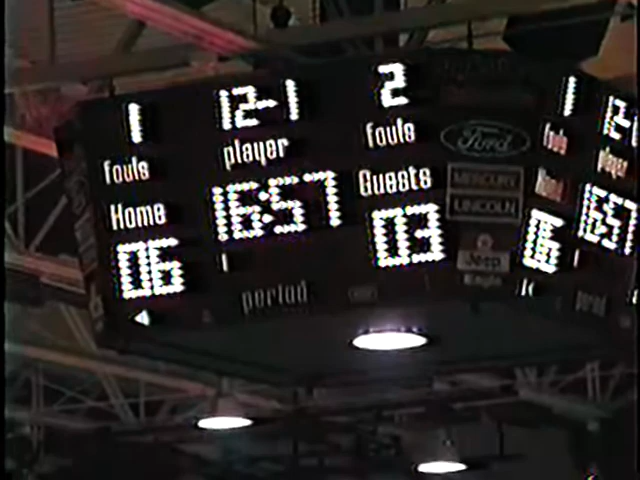 1 12-1 2
fouls player fouls
Home 16:57 Guests
06 1 03
period
Ford
MERCURY
LINCOLN
Jeep
Eagle
1 12-
fouls player
16:57
06
period